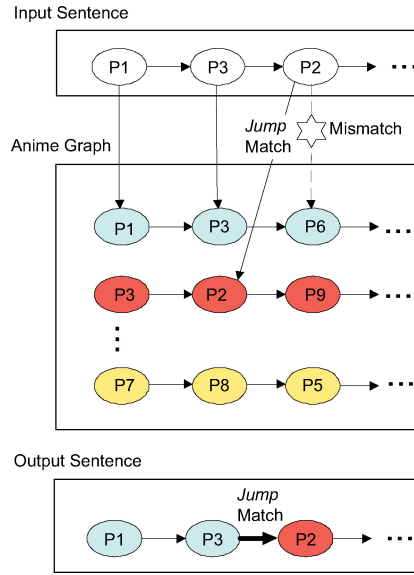 Input Sentence
P1 P3 P2 ...
Jump
Match
Mismatch
Anime Graph
P1 P3 P6 ...
P3 P2 P9 ...
P7 P8 P5 ...
Output Sentence
Jump
Match
P1 P3 P2 ...